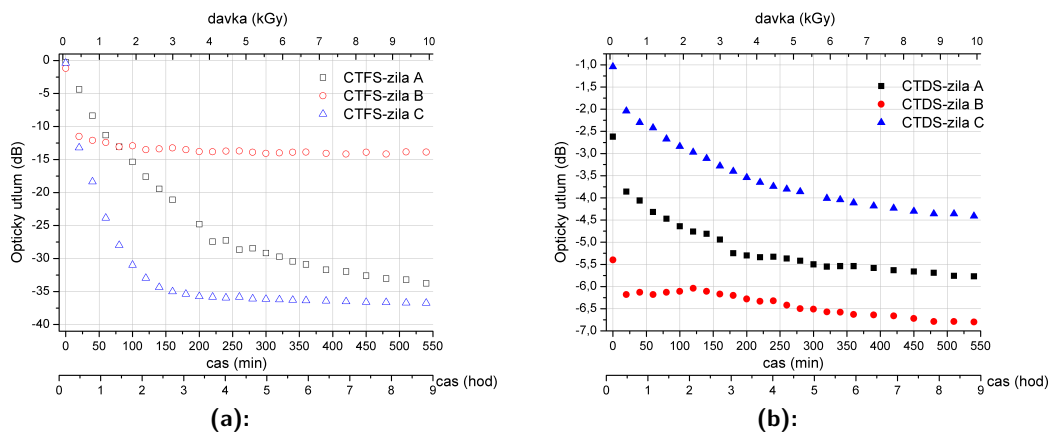 davka (kGy)
0 1 2 3 4 5 6 7 8 9 10
0
-5
-10
-15
-20
-25
-30
-35
-40
Opticky utlum (dB)
CTFS-zila A
CTFS-zila B
CTFS-zila C
0 50 100 150 200 250 300 350 400 450 500 550
cas (min)
0 1 2 3 4 5 6 7 8 9
cas (hod)
(a):
davka (kGy)
0 1 2 3 4 5 6 7 8 9 10
-1,0
-1,5
-2,0
-2,5
-3,0
-3,5
-4,0
-4,5
-5,0
-5,5
-6,0
-6,5
-7,0
Opticky utlum (dB)
CTDS-zila A
CTDS-zila B
CTDS-zila C
0 50 100 150 200 250 300 350 400 450 500 550
cas (min)
0 1 2 3 4 5 6 7 8 9
cas (hod)
(b):